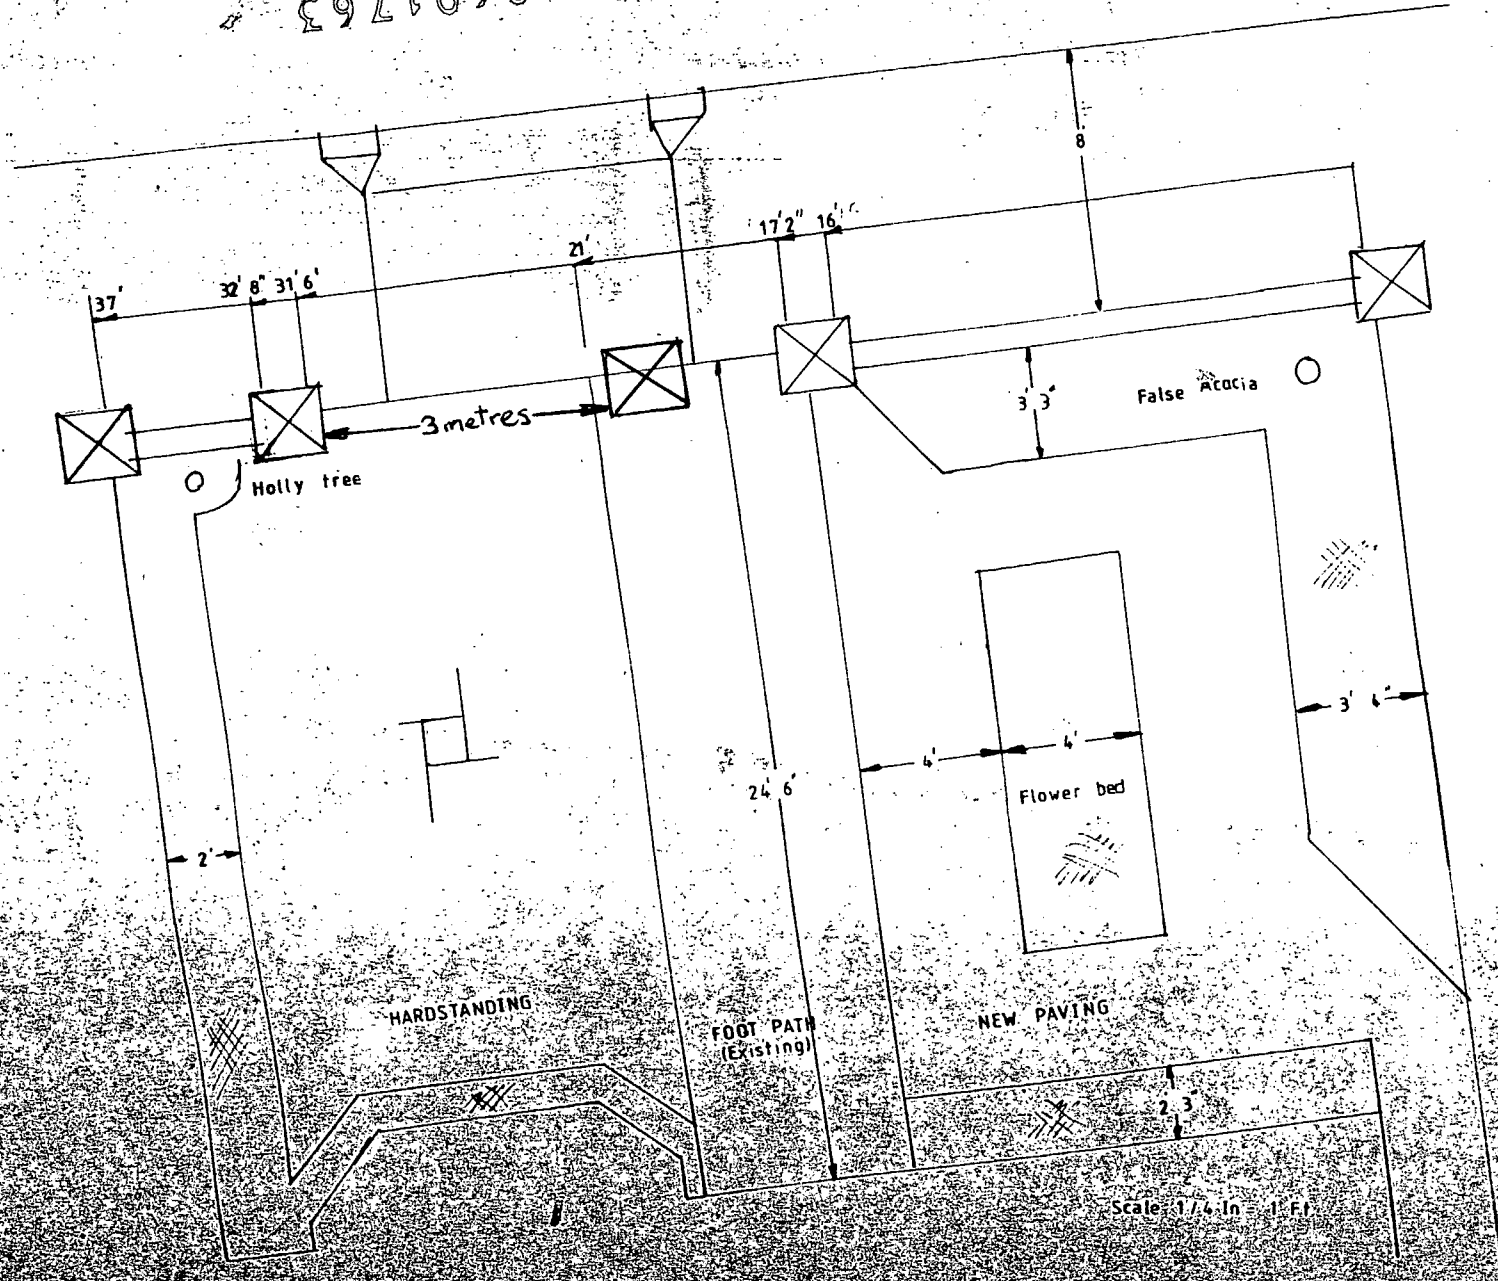 8'
17' 2"
16'
21'
37'
32' 8"
31' 6'
3 metres
3' 3"
False Acacia
Holly tree
3' 6"
4'
4'
24' 6"
Flower bed
2'
HARDSTANDING
FOOT PATH
(Existing)
NEW PAVING
2' 3"
Scale 1/4 In = 1 Ft.